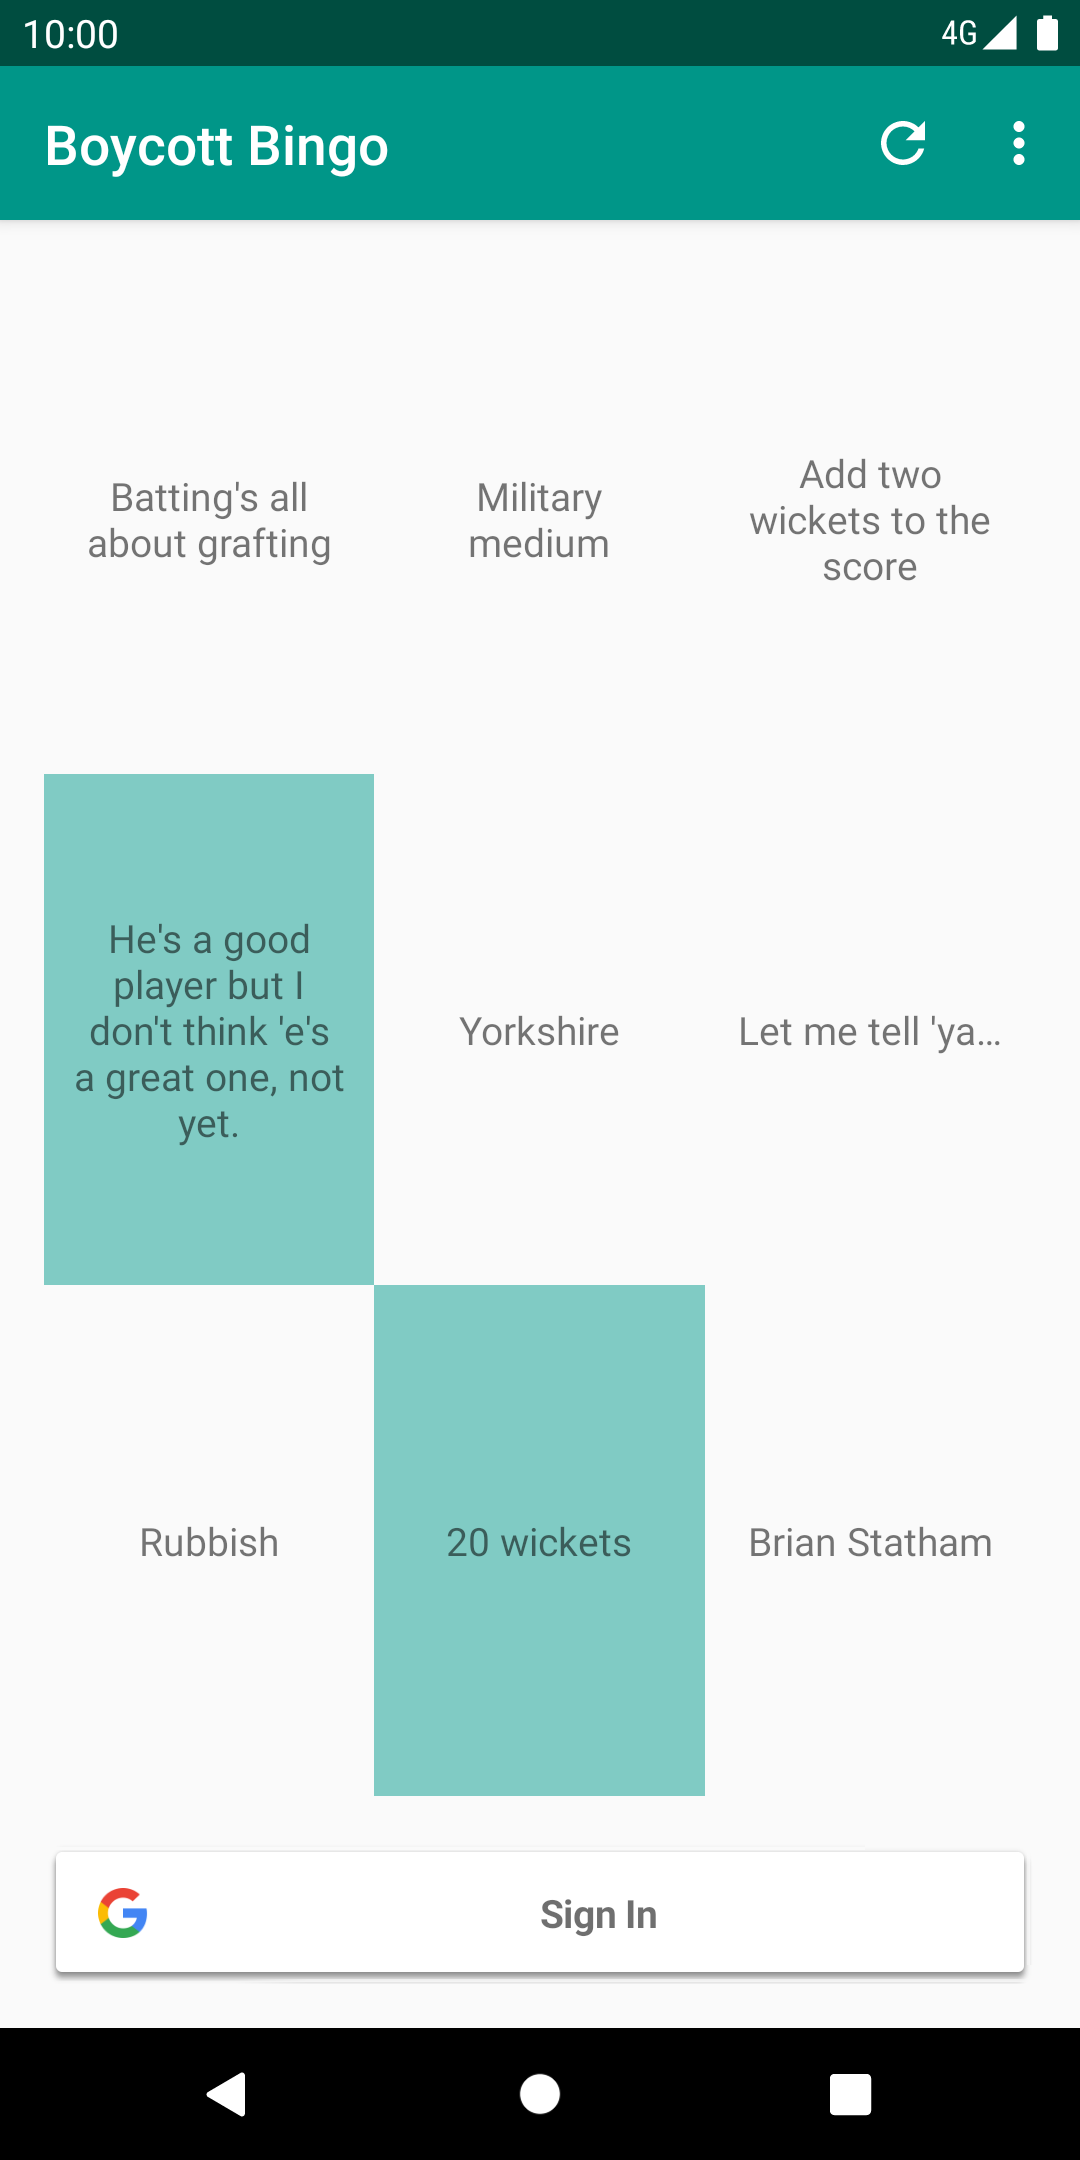 10:00
4G
Boycott Bingo
Batting's all
about grafting
Military
medium
Add two
wickets to the
score
He's a good
player but I
don't think 'e's
a great one, not
yet.
Yorkshire
Let me tell 'ya...
Rubbish
20 wickets
Brian Statham
Sign In